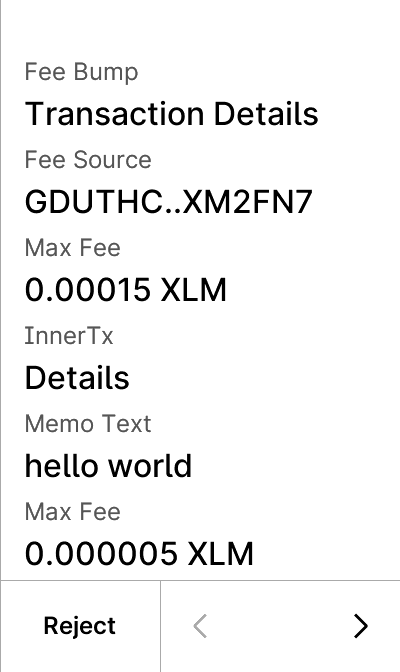 Fee Bump
Transaction Details
Fee Source
GDUTHC..XM2FN7
Max Fee
0.00015 XLM
InnerTx
Details
Memo Text
hello world
Max Fee
0.000005 XLM
Reject